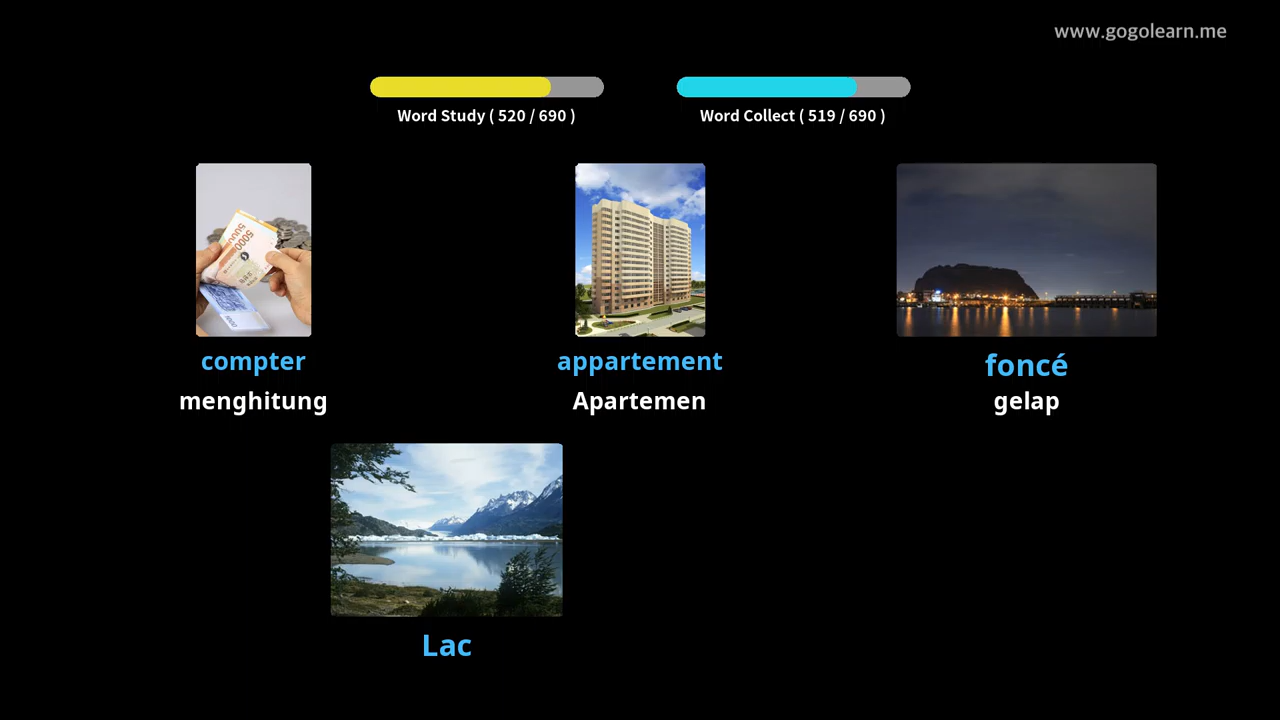 www.gogolearn.me
Word Study ( 520 / 690 )
Word Collect ( 519 / 690 )
compter
appartement
foncé
menghitung
Apartemen
gelap
Lac